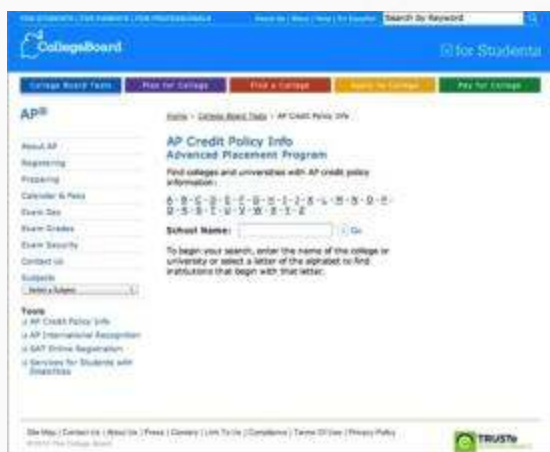 FOR STUDENTS | FOR PARENTS | FOR PROFESSIONALS
Search by Keyword
CollegeBoard
for Students
College Board Tests
Plan for College
Find a College
Apply to College
Pay for College
AP®
Home > College Board Tests > AP Credit Policy Info
AP Credit Policy Info
Advanced Placement Program
Find colleges and universities with AP credit policy
information:
A - B - C - D - E - F - G - H - I - J - K - L - M - N - O - P -
Q - R - S - T - U - V - W - X - Y - Z
School Name:
Go
To begin your search, enter the name of the college or
university or select a letter of the alphabet to find
institutions that begin with that letter.
About AP
Registering
Preparing
Calendar & Fees
Exam Day
Exam Grades
Exam Security
Contact Us
Subjects
Select a Subject
Tools
AP Credit Policy Info
AP International Recognition
SAT Online Registration
Services for Students with
Disabilities
Site Map | Contact Us | About Us | Press | Careers | Link To Us | Compliance | Terms Of Use | Privacy Policy
TRUSTe